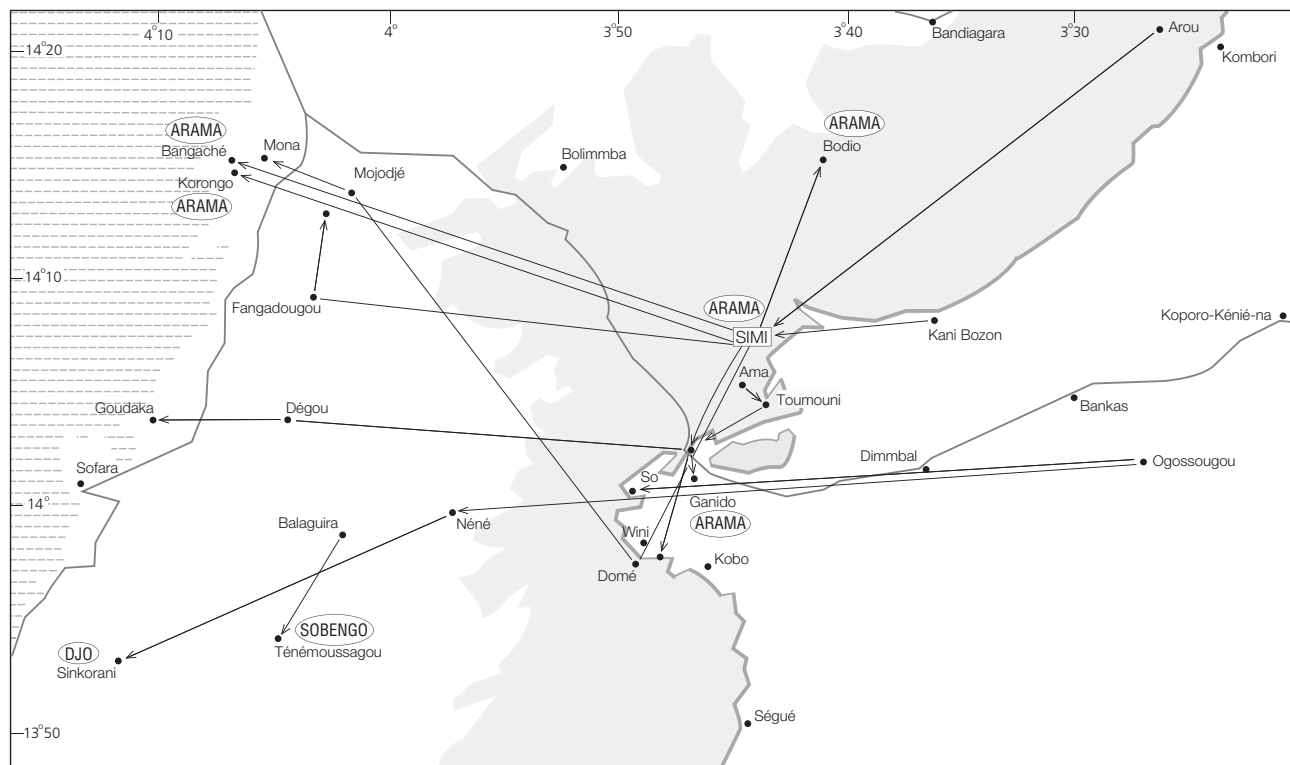 4°10
4°
3°50
3°40
3°30
14°20
Bandiagara
Arou
Kombori
ARAMA
Bangaché
Mona
Korongo
ARAMA
Mojodjé
Bolimmba
ARAMA
Bodio
14°10
Fangadougou
ARAMA
SIMI
Kani Bozon
Koporo-Kénié-na
Ama
Toumouni
Bankas
Goudaka
Dégou
Sofara
So
Ganido
ARAMA
Dimmbal
Ogossougou
14°
Balaguira
Néné
Wini
Domé
Kobo
DJO
Sinkorani
SOBENGO
Ténémoussagou
Ségué
13°50